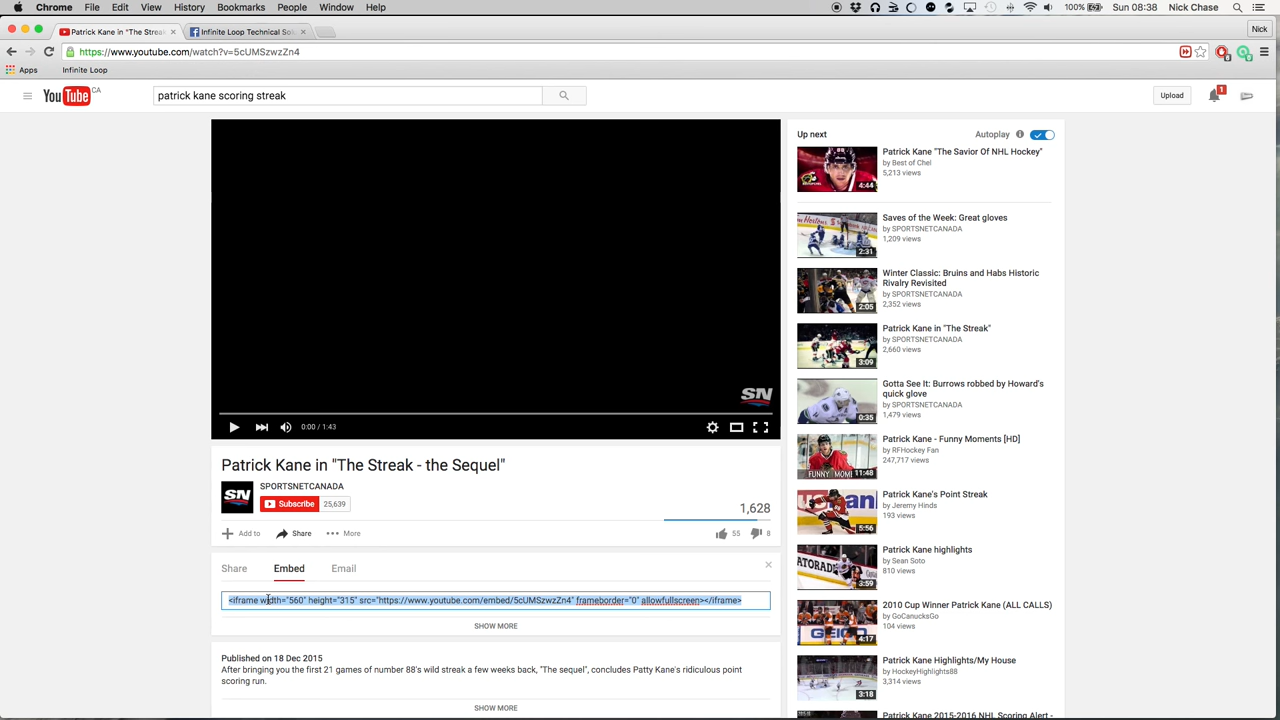 Chrome File Edit View History Bookmarks People Window Help 100% Sun 08:38 Nick Chase
Patrick Kane in "The Streak × Infinite Loop Technical Sol × Nick
https://www.youtube.com/watch?v=5cUMSzwzZn4
Apps Infinite Loop
YouTube CA patrick kane scoring streak Upload 1
Up next Autoplay
Patrick Kane "The Savior Of NHL Hockey"
by Best of Chel
5,213 views
4:44
Saves of the Week: Great gloves
by SPORTSNETCANADA
1,209 views
2:31
Winter Classic: Bruins and Habs Historic
Rivalry Revisited
by SPORTSNETCANADA
2,352 views
2:05
Patrick Kane in "The Streak"
by SPORTSNETCANADA
2,660 views
3:09
Gotta See It: Burrows robbed by Howard's
quick glove
by SPORTSNETCANADA
1,479 views
0:35
Patrick Kane - Funny Moments [HD]
by RFHockey Fan
247,717 views
FUNNY MOM 11:48
Patrick Kane's Point Streak
by Jeremy Hinds
193 views
5:56
Patrick Kane highlights
by Sean Soto
810 views
3:59
2010 Cup Winner Patrick Kane (ALL CALLS)
by GoCanucksGo
104 views
GEICO
4:17
Patrick Kane Highlights/My House
by HockeyHighlights88
3,314 views
3:18
Patrick Kane 2015-2016 NHL Scoring Alert -
SN
0:00 / 1:43
Patrick Kane in "The Streak - the Sequel"
SN SPORTSNETCANADA
Subscribe 25,639
1,628
Add to Share More 55 8
Share Embed Email
<iframe width="560" height="315" src="https://www.youtube.com/embed/5cUMSzwzZn4" frameborder="0" allowfullscreen></iframe>
SHOW MORE
Published on 18 Dec 2015
After bringing you the first 21 games of number 88's wild streak a few weeks back, "The sequel", concludes Patty Kane's ridiculous point
scoring run.
SHOW MORE